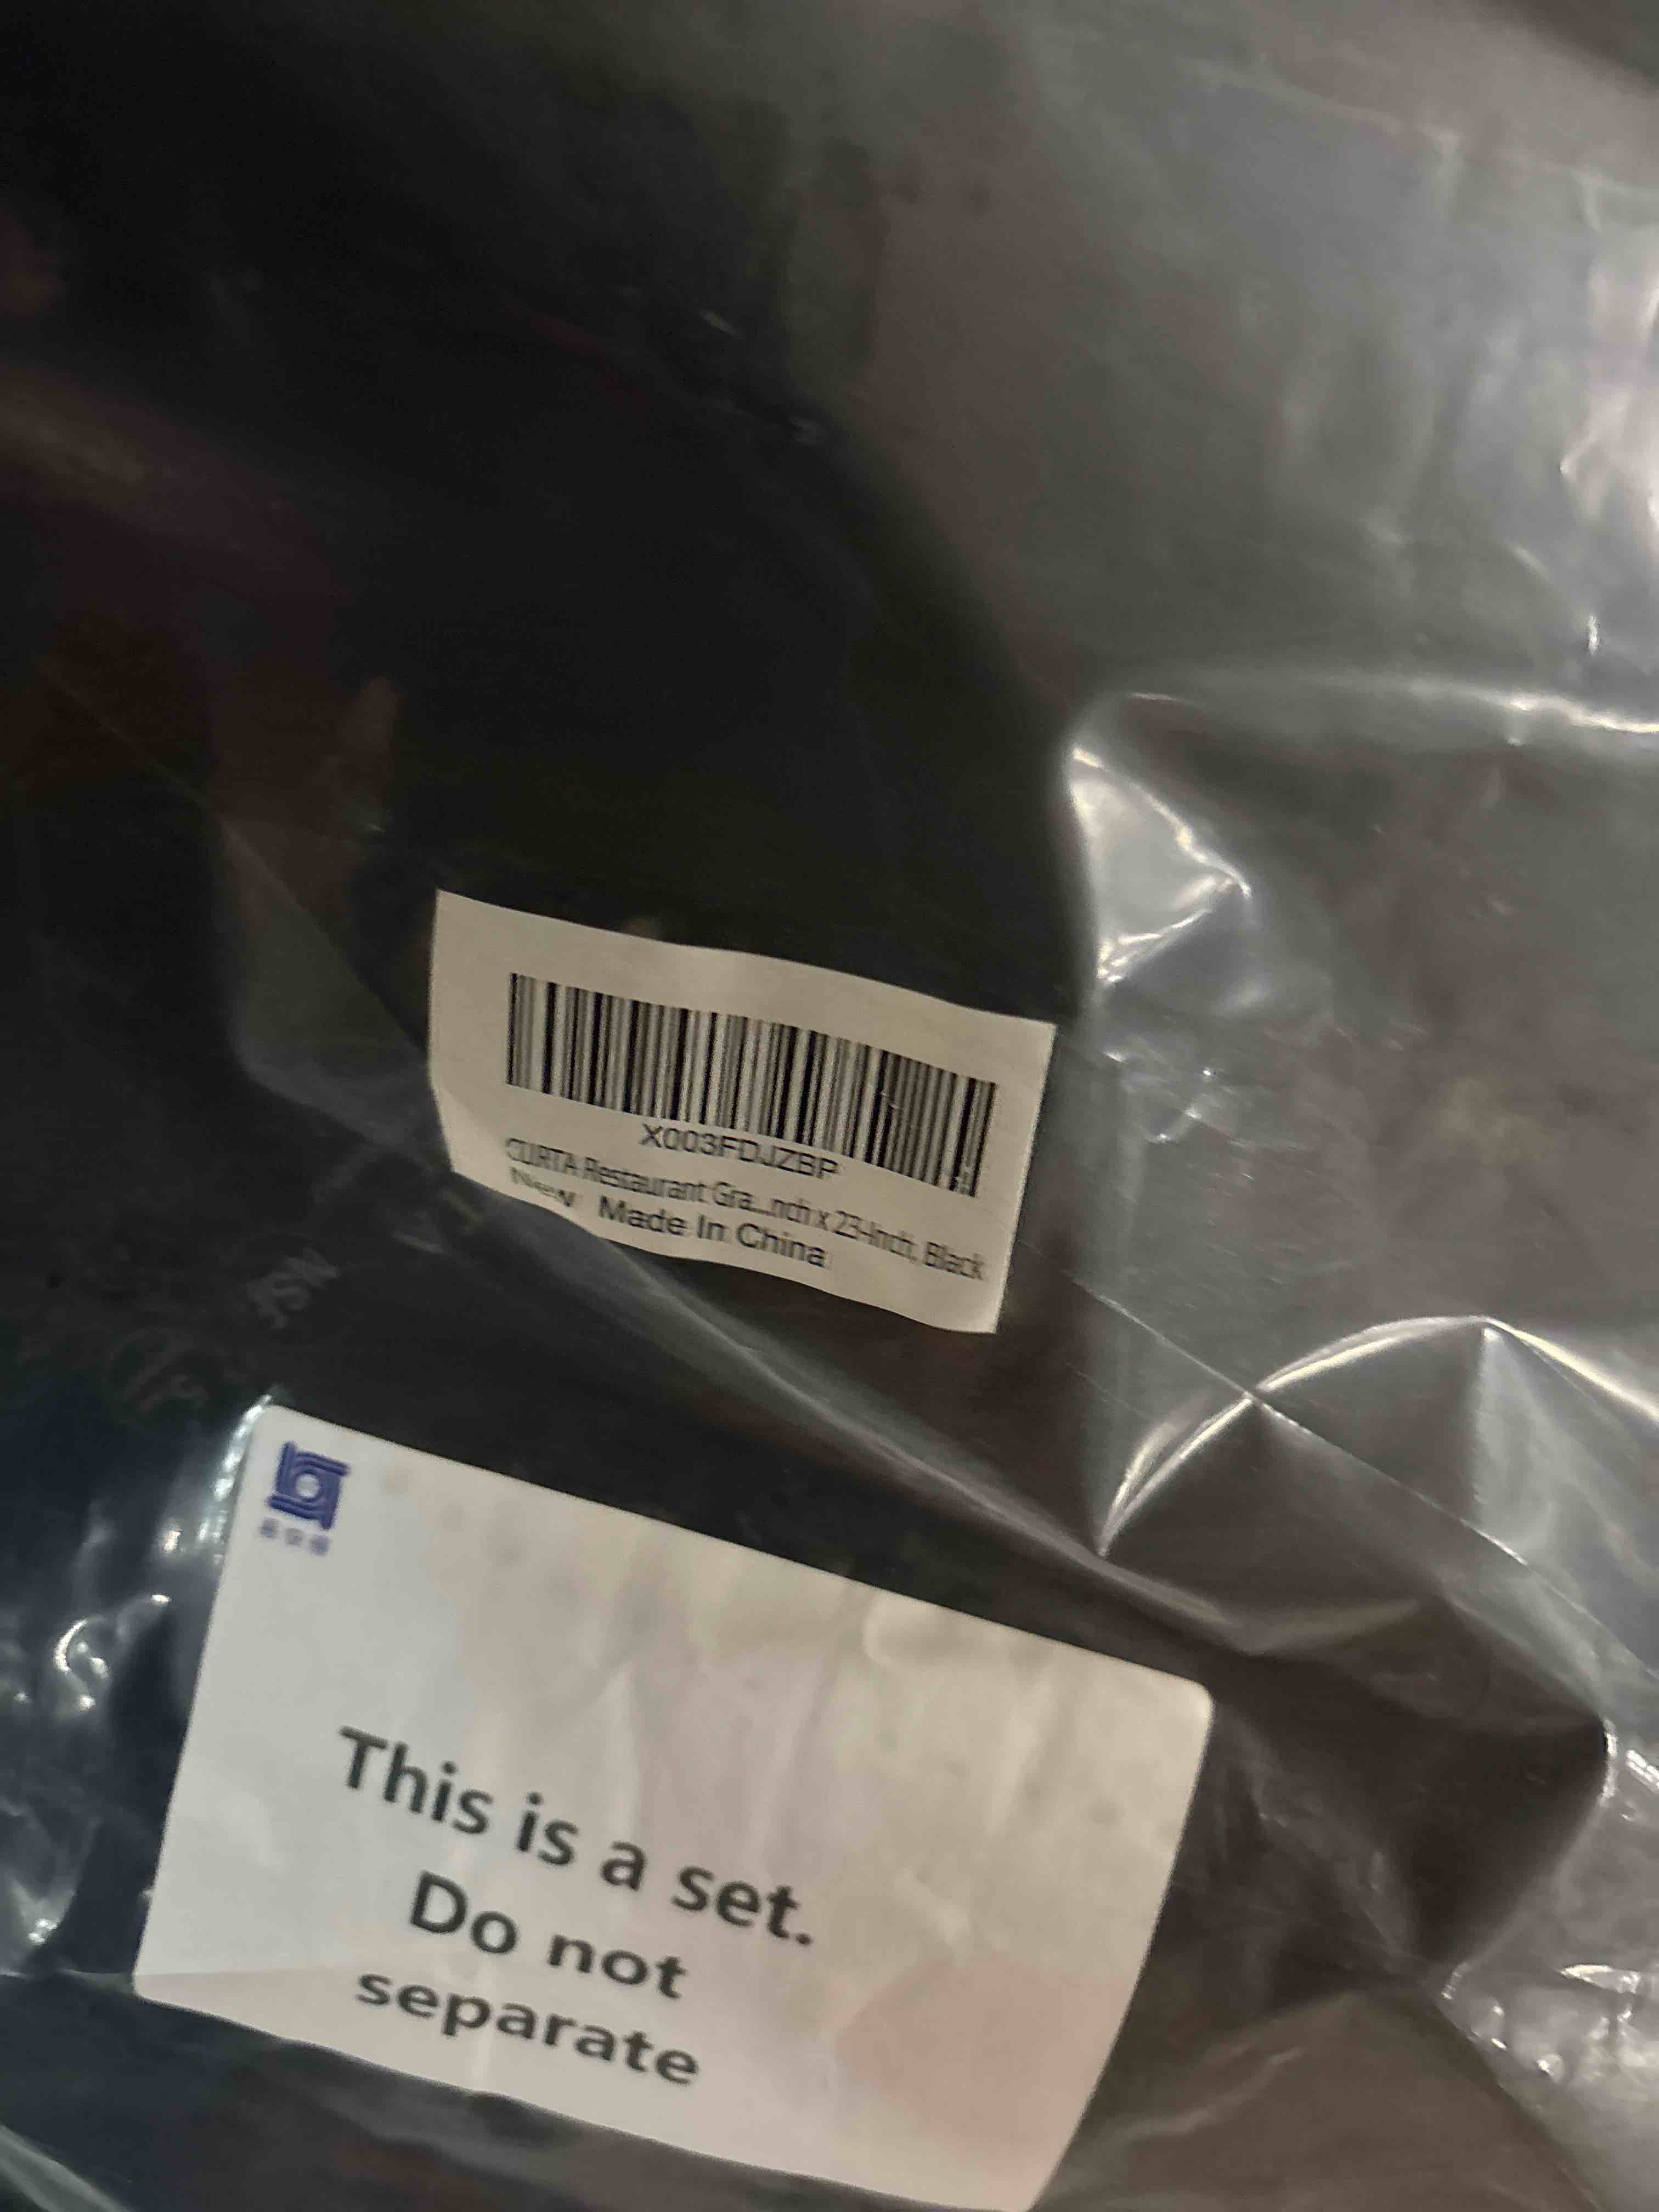 X003FDJZBP
CURTA Restaurant Gra...nch x 23-Inch, Black
New Made In China
This is a set.
Do not
separate